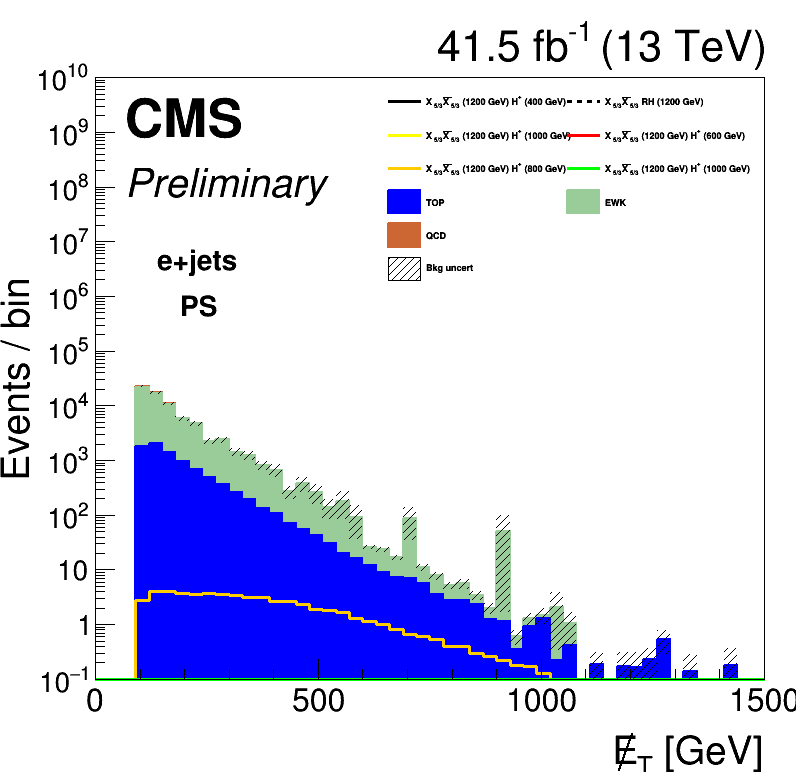 41.5 fb⁻¹ (13 TeV)
CMS
Preliminary
e+jets
PS
X₅/₃X̅₅/₃ (1200 GeV) H⁺ (400 GeV)
X₅/₃X̅₅/₃ RH (1200 GeV)
X₅/₃X̅₅/₃ (1200 GeV) H⁺ (1000 GeV)
X₅/₃X̅₅/₃ (1200 GeV) H⁺ (600 GeV)
X₅/₃X̅₅/₃ (1200 GeV) H⁺ (800 GeV)
X₅/₃X̅₅/₃ (1200 GeV) H⁺ (1000 GeV)
TOP
EWK
QCD
Bkg uncert
Events / bin
10¹⁰
10⁹
10⁸
10⁷
10⁶
10⁵
10⁴
10³
10²
10
1
10⁻¹
0 500 1000 1500
E̸_T [GeV]